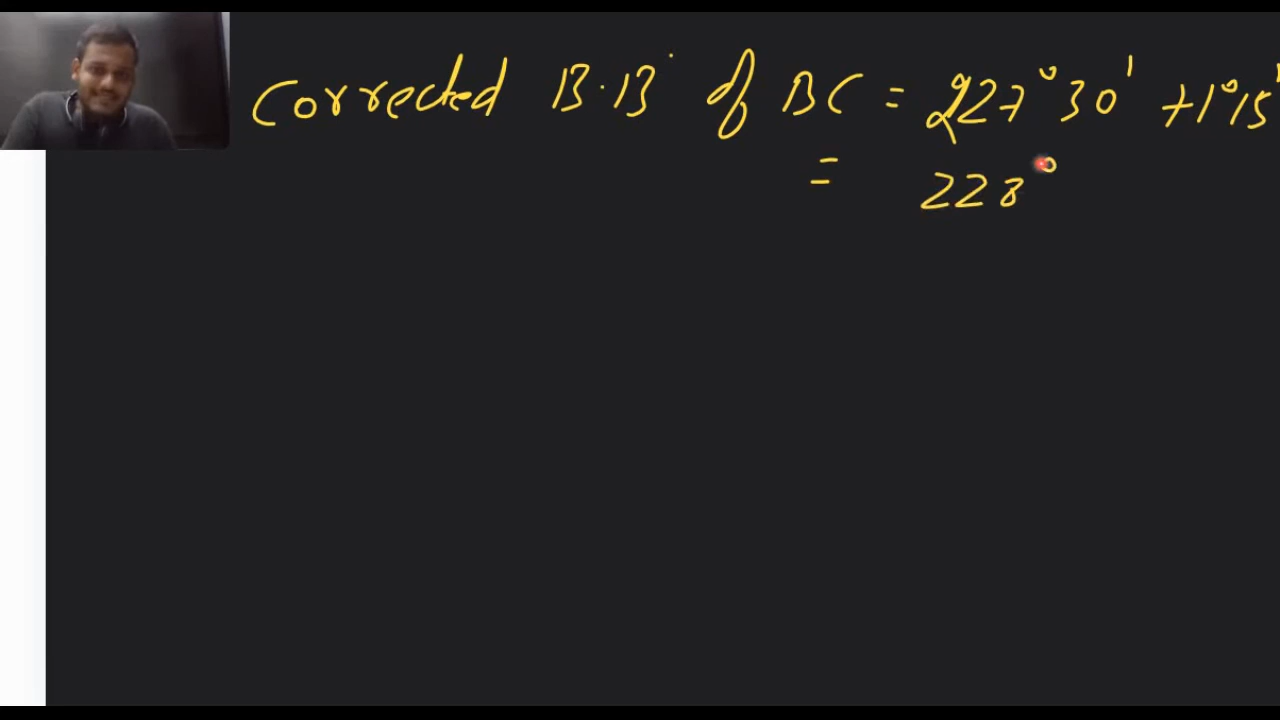 Corrected B.B. of BC = 227°30' +1°15'
= 228°